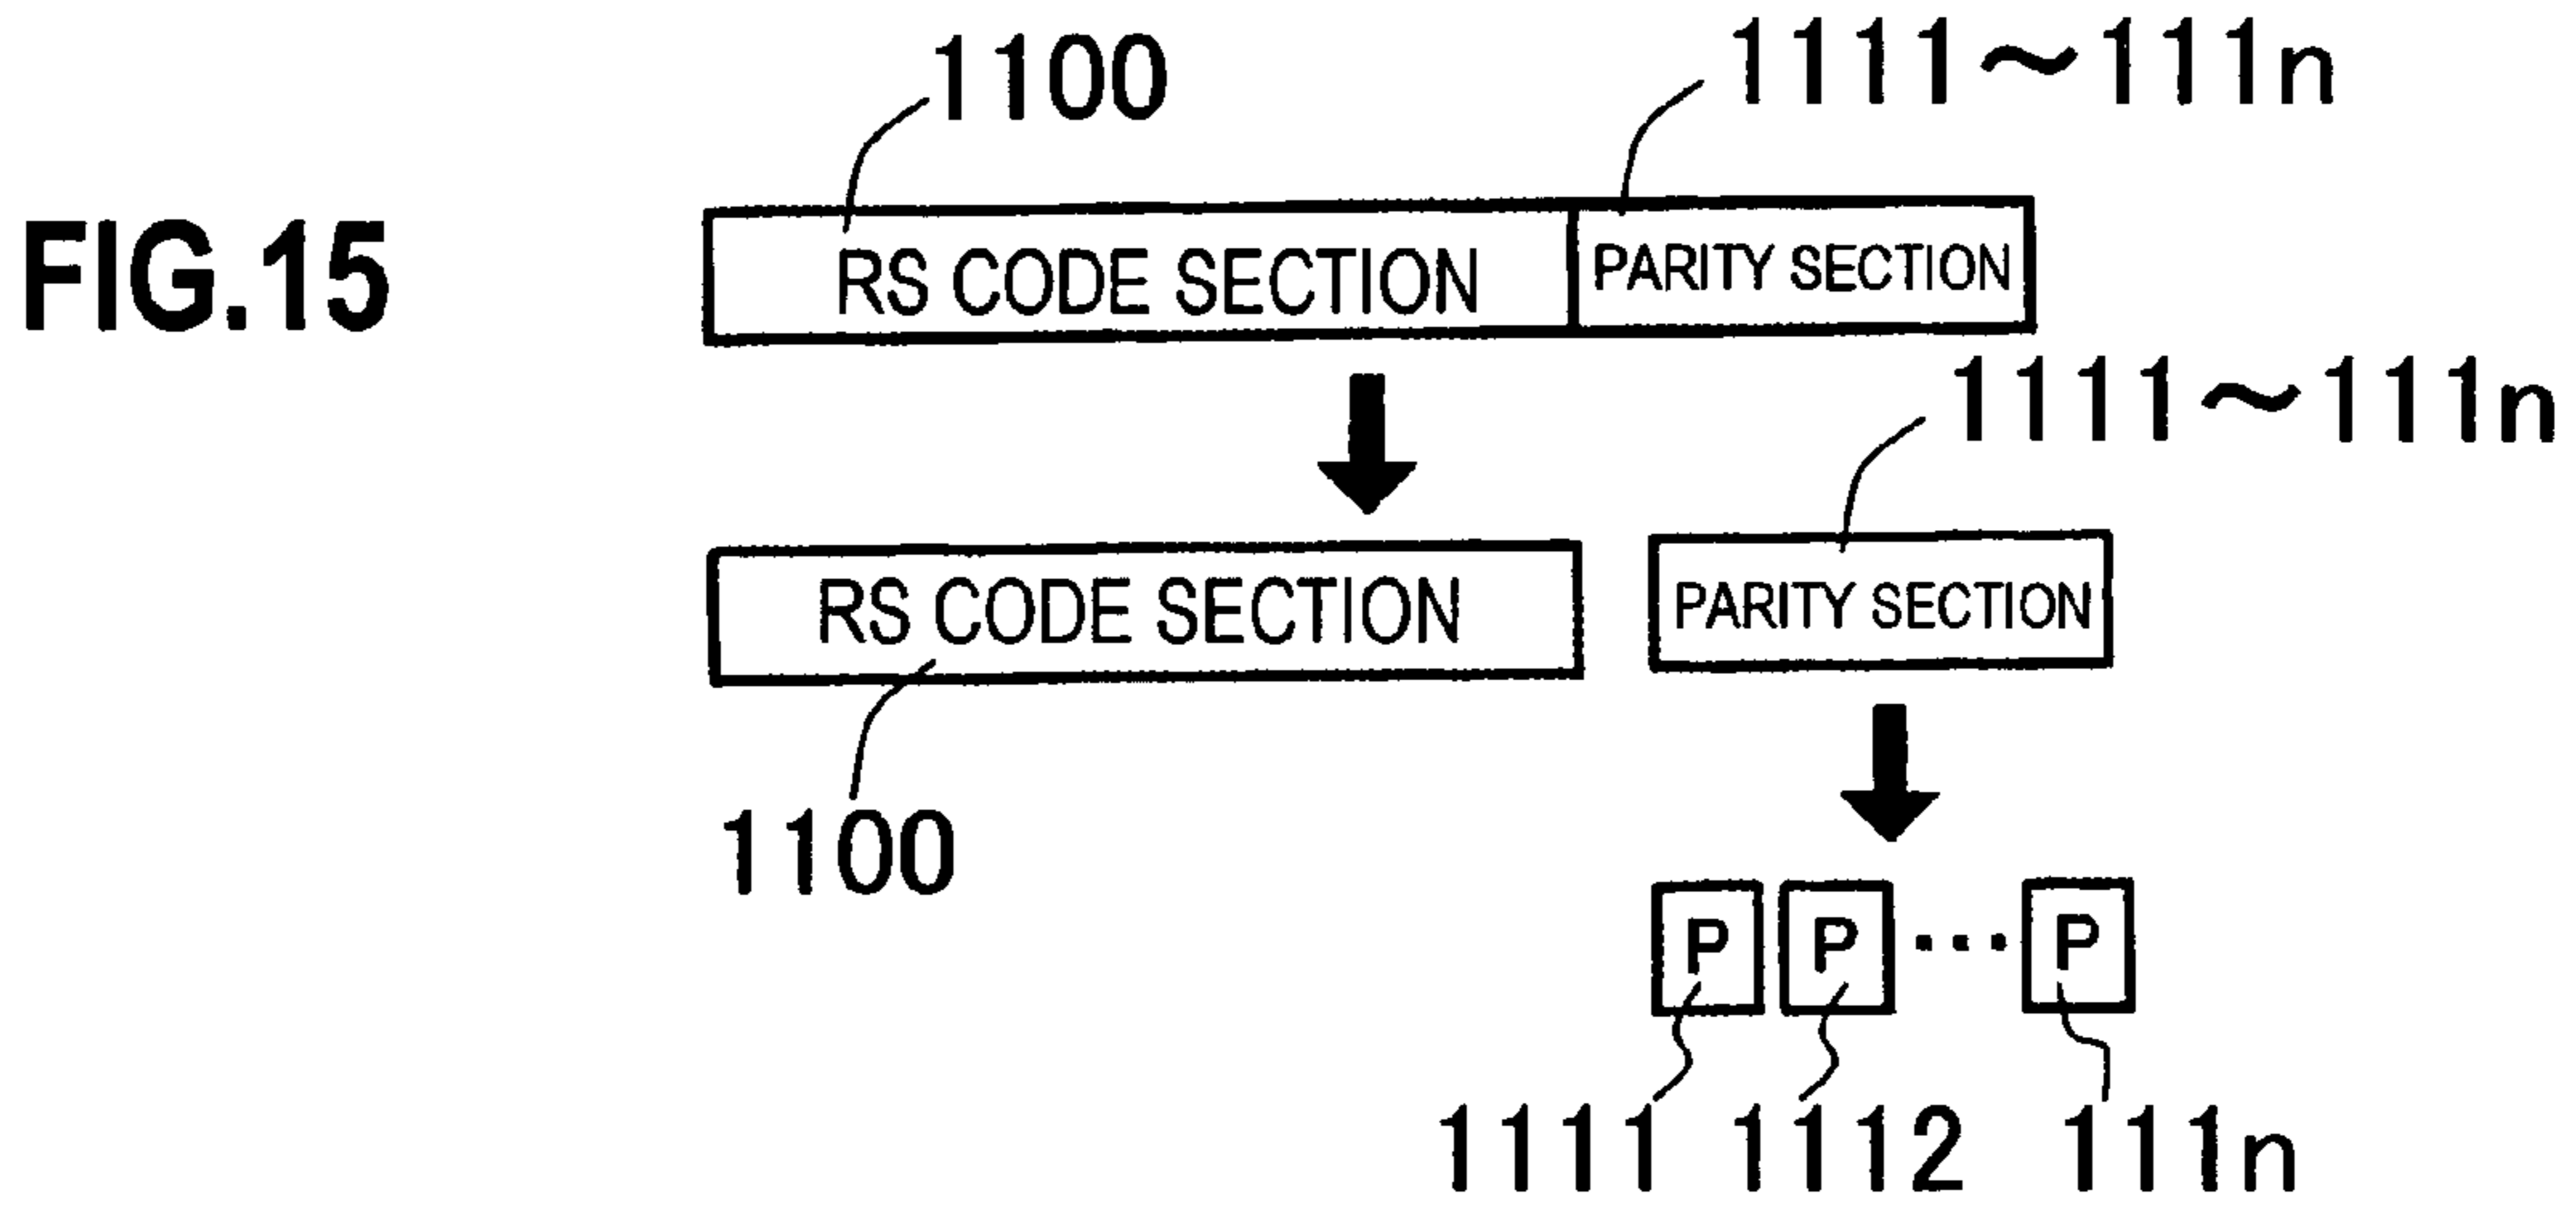 1100
1111～111n
FIG.15
RS CODE SECTION
PARITY SECTION
1111～111n
RS CODE SECTION
PARITY SECTION
1100
P P ... P
1111 1112 111n